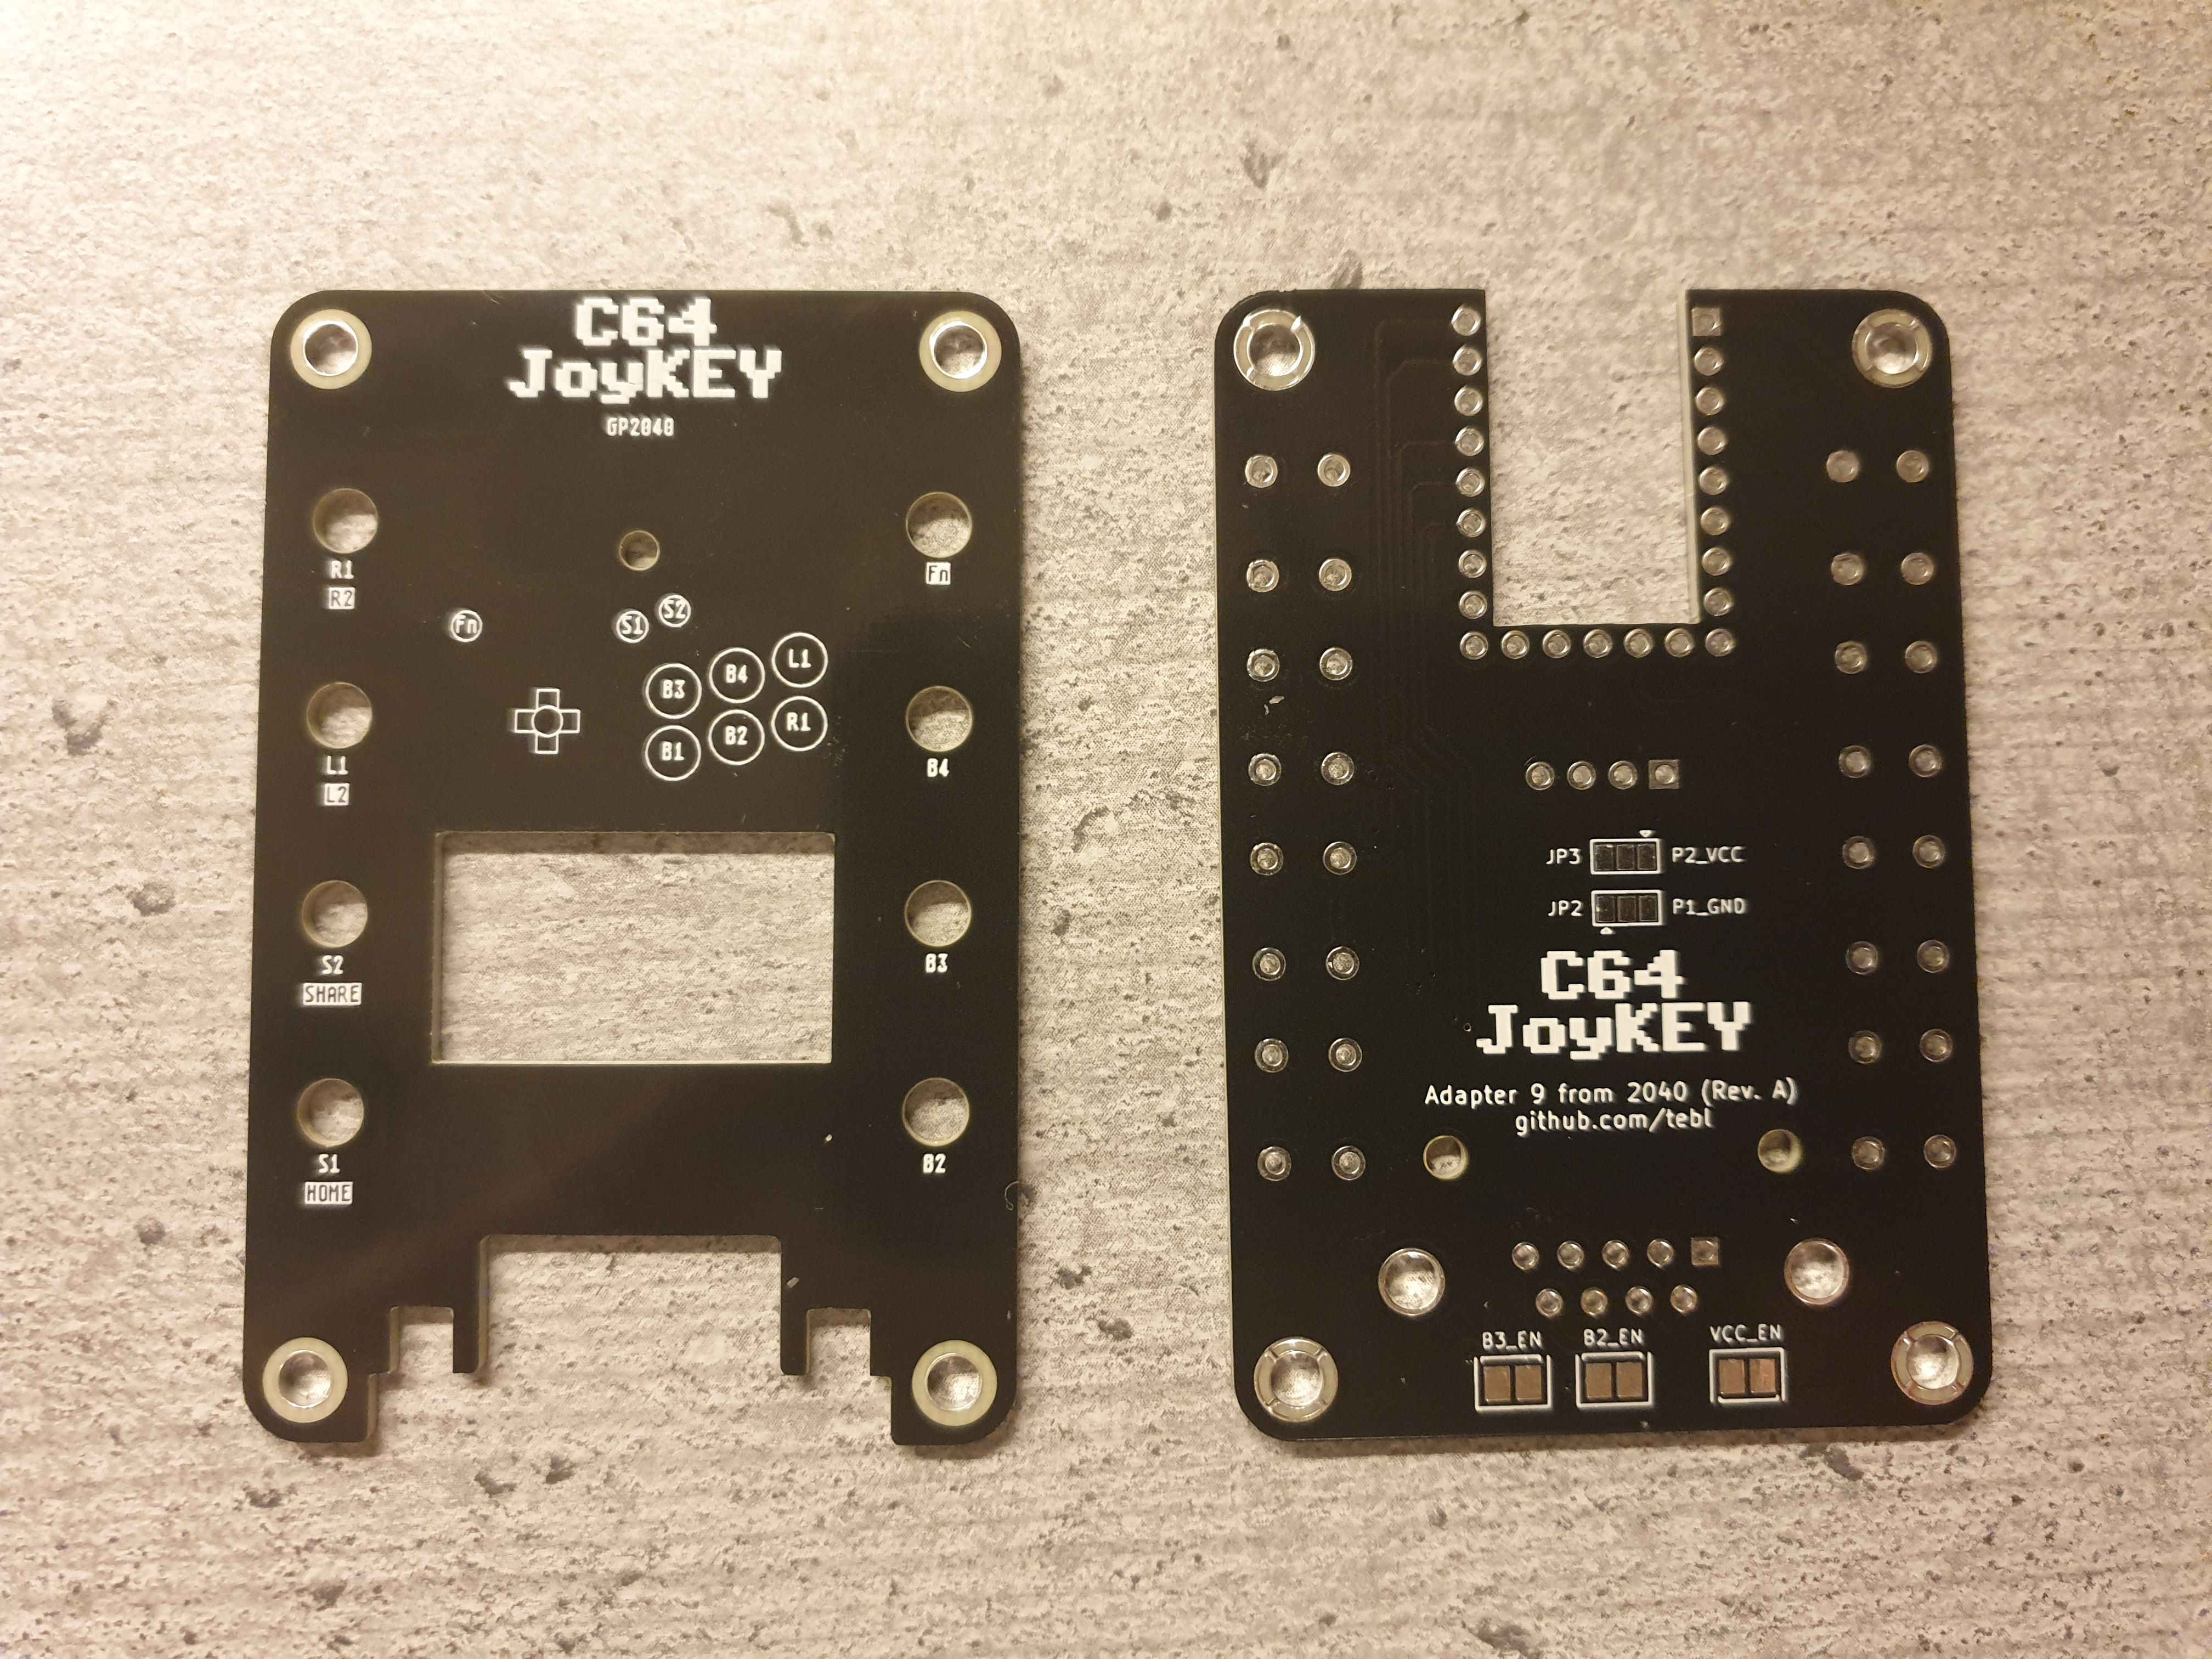 C64
JoyKEY
GP2040
R1
R2
Fn
Fn
S1
S2
B3
B4
L1
B1
B2
R1
L1
L2
B4
S2
SHARE
B3
S1
HOME
B2
JP3
P2_VCC
JP2
P1_GND
C64
JoyKEY
Adapter 9 from 2040 (Rev. A)
github.com/tebl
B3_EN
B2_EN
VCC_EN